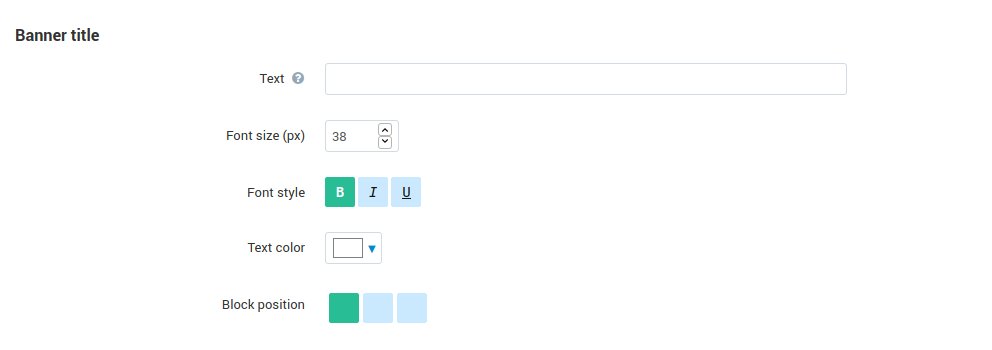 Banner title
Text ?
Font size (px) 38
Font style B I U
Text color
Block position